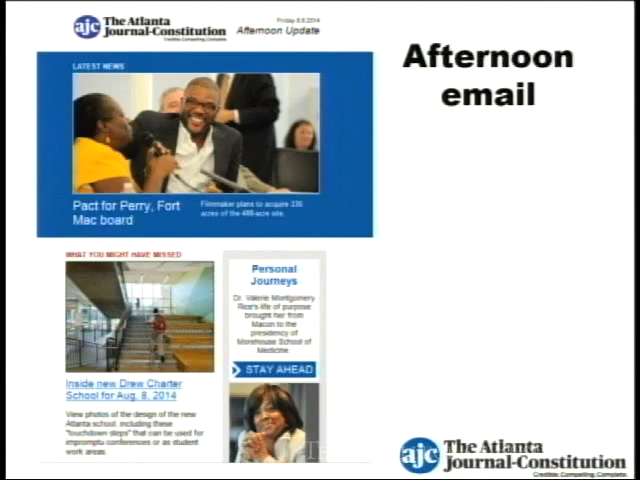 ajc The Atlanta
Journal-Constitution
Credible. Compelling. Complete.
Friday 8.8.2014
Afternoon Update
Afternoon
email
LATEST NEWS
Pact for Perry, Fort
Mac board
Filmmaker plans to acquire 330
acres of the 488-acre site.
WHAT YOU MIGHT HAVE MISSED
Inside new Drew Charter
School for Aug. 8, 2014
View photos of the design of the new
Atlanta school, including these
"touchdown steps" that can be used for
impromptu conferences or as student
work areas.
Personal
Journeys
Dr. Valerie Montgomery
Rice's life of purpose
brought her from
Macon to the
presidency of
Morehouse School of
Medicine.
STAY AHEAD
ajc The Atlanta
Journal-Constitution
Credible. Compelling. Complete.